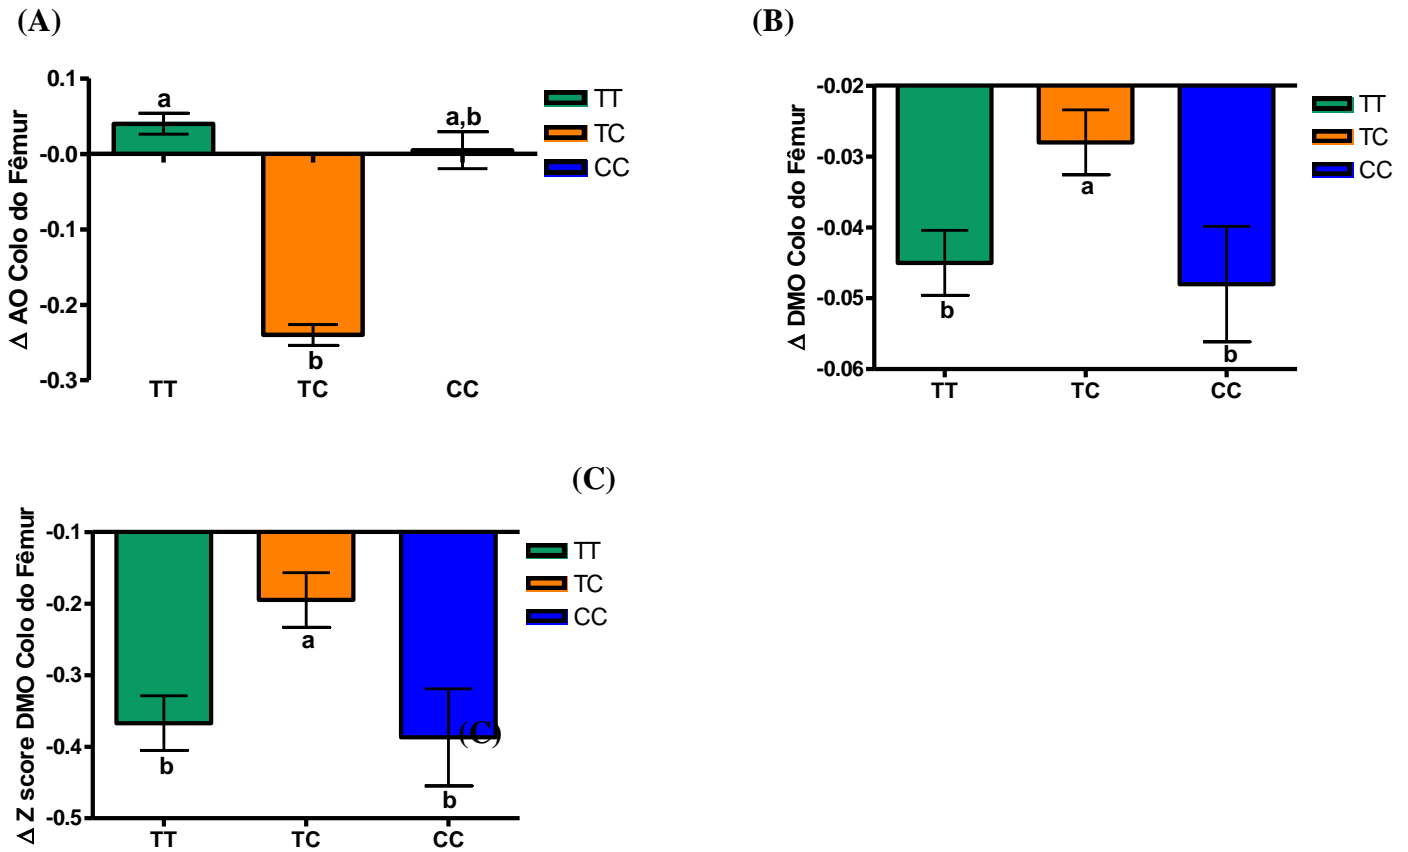 (A)
Δ AO Colo do Fêmur
0.1
-0.0
-0.1
-0.2
-0.3
a
b
a,b
TT
TC
CC
TT
TC
CC
(B)
Δ DMO Colo do Fêmur
-0.02
-0.03
-0.04
-0.05
-0.06
b
a
b
TT
TC
CC
TT
TC
CC
(C)
Δ Z score DMO Colo do Fêmur
-0.1
-0.2
-0.3
-0.4
-0.5
b
a
b
(C)
TT
TC
CC
TT
TC
CC